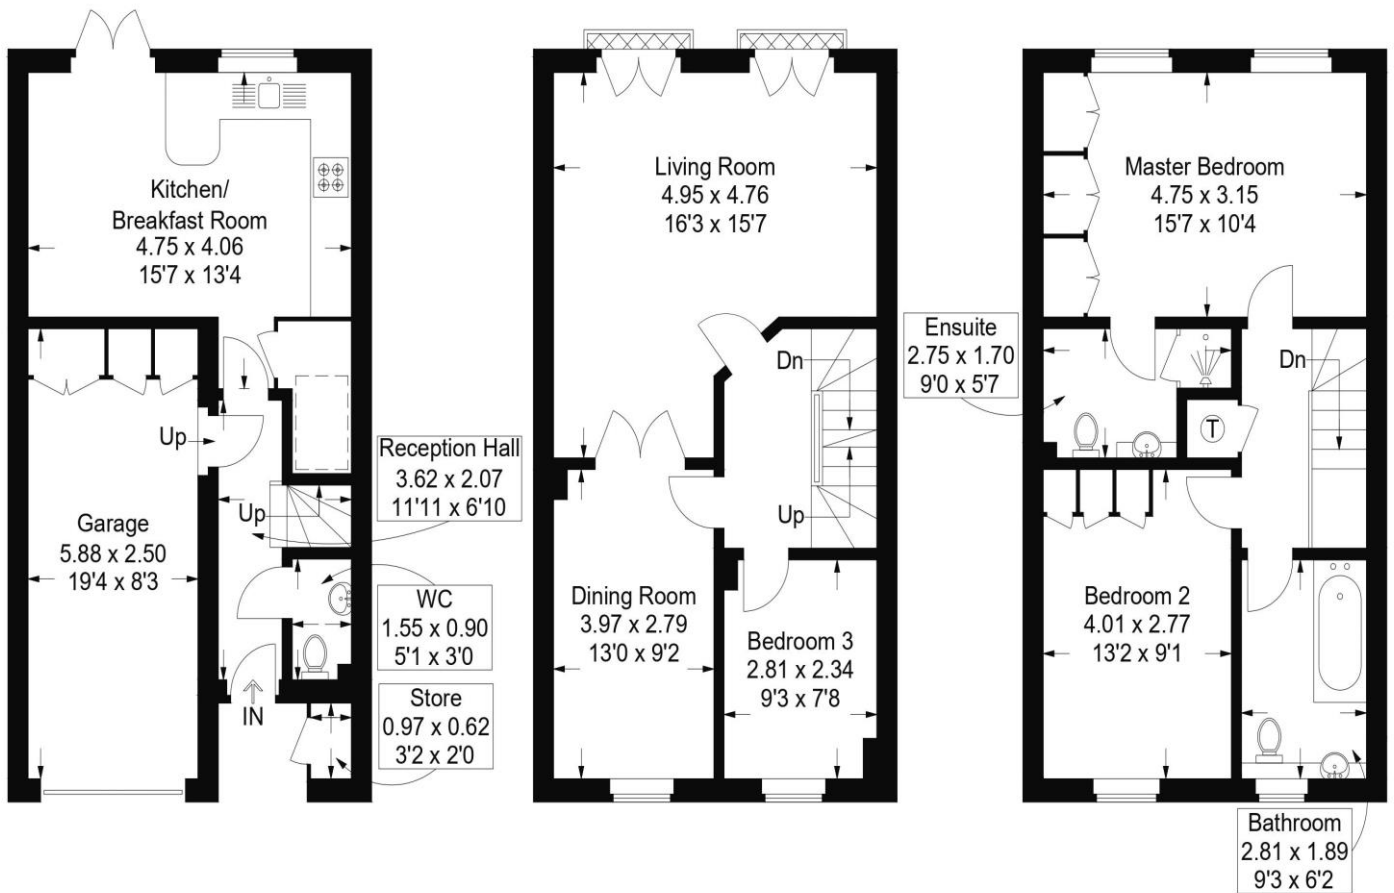 Kitchen/
Breakfast Room
4.75 x 4.06
15'7 x 13'4
Up
Reception Hall
3.62 x 2.07
11'11 x 6'10
Up
Garage
5.88 x 2.50
19'4 x 8'3
WC
1.55 x 0.90
5'1 x 3'0
Store
0.97 x 0.62
3'2 x 2'0
IN
Living Room
4.95 x 4.76
16'3 x 15'7
Dn
Up
Dining Room
3.97 x 2.79
13'0 x 9'2
Bedroom 3
2.81 x 2.34
9'3 x 7'8
Master Bedroom
4.75 x 3.15
15'7 x 10'4
Ensuite
2.75 x 1.70
9'0 x 5'7
Dn
T
Bedroom 2
4.01 x 2.77
13'2 x 9'1
Bathroom
2.81 x 1.89
9'3 x 6'2